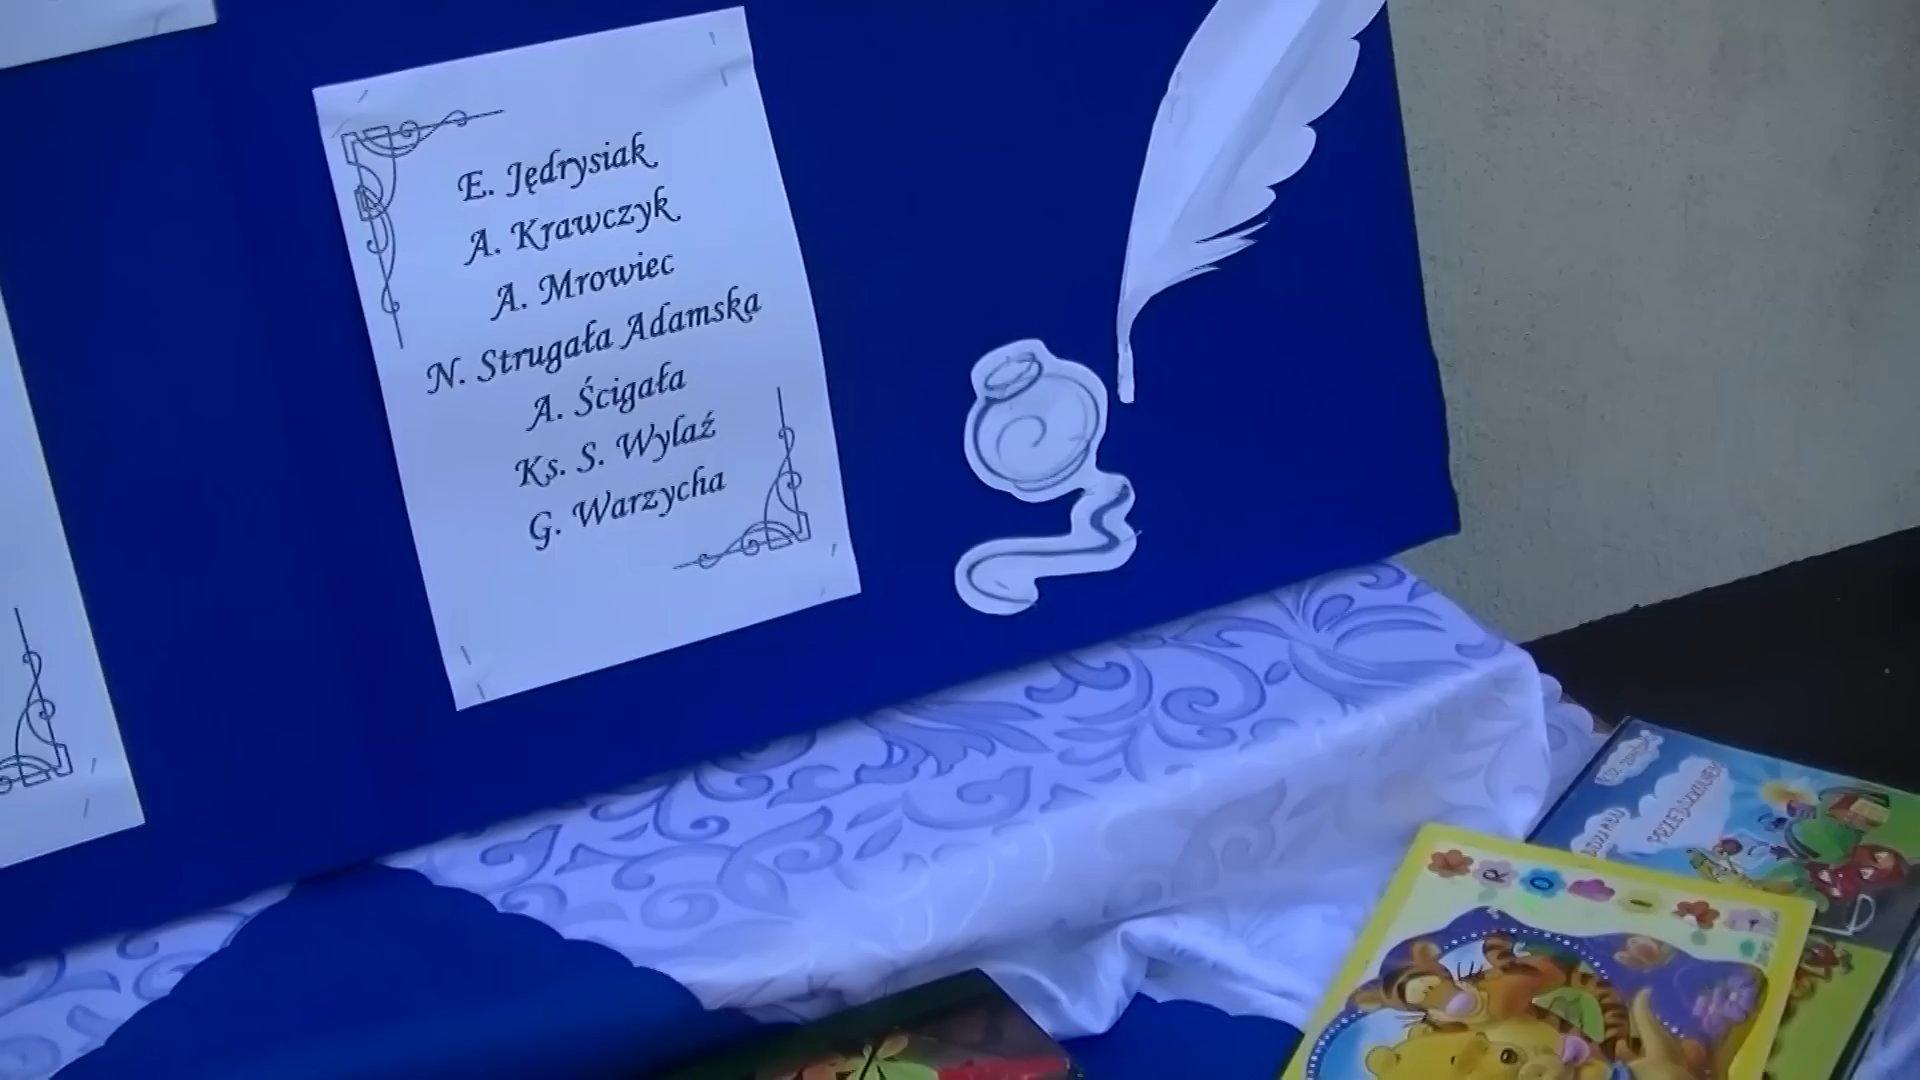 E. Jędrysiak
A. Krawczyk
A. Mrowiec
N. Strugała Adamska
A. Ścigała
Ks. S. Wylaź
G. Warzycha